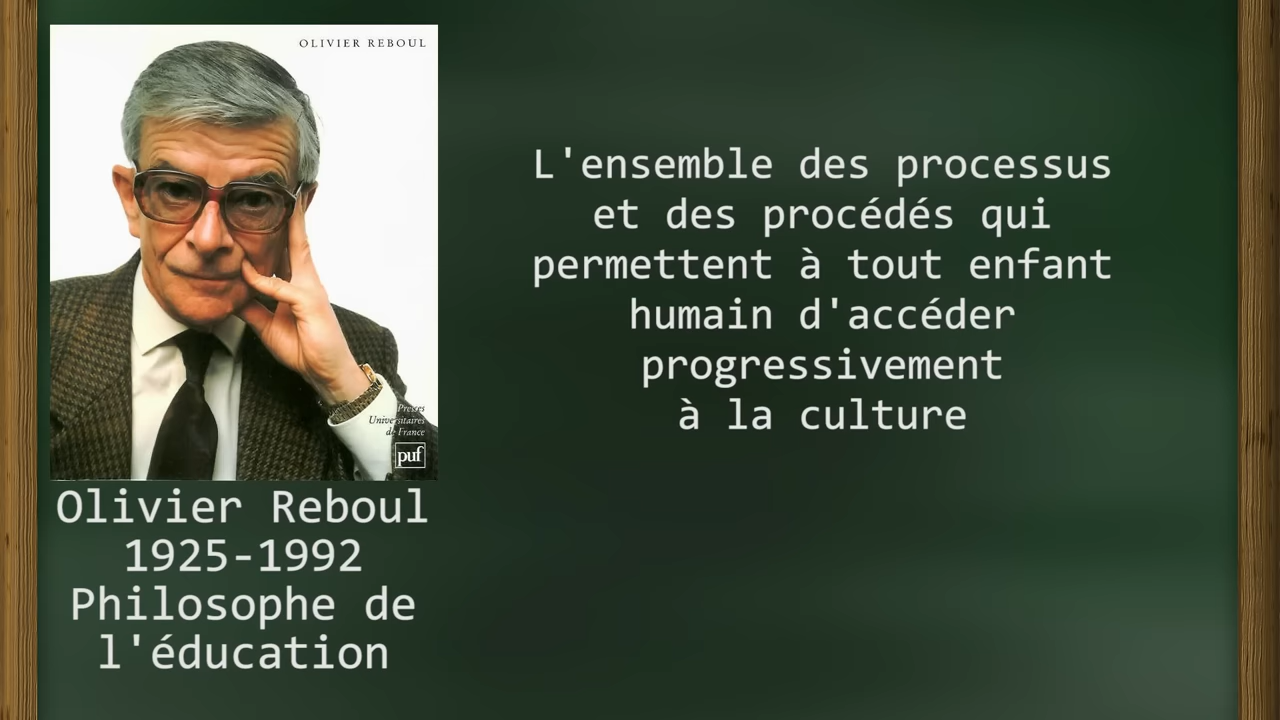 OLIVIER REBOUL
Presses
Universitaires
de France
puf
Olivier Reboul
1925-1992
Philosophe de
l'éducation
L'ensemble des processus
et des procédés qui
permettent à tout enfant
humain d'accéder
progressivement
à la culture